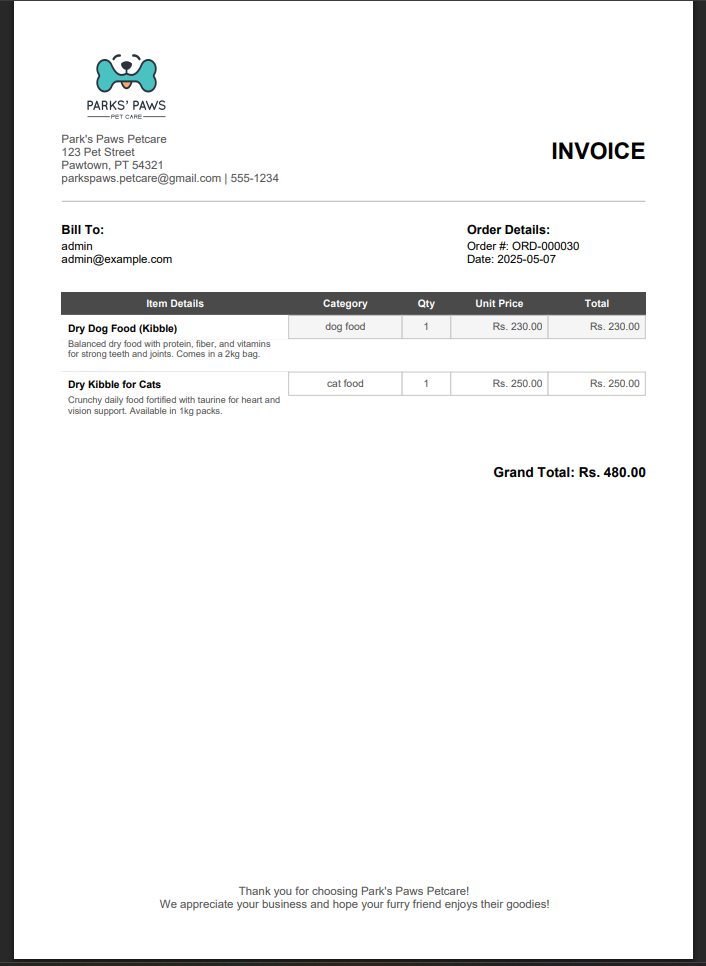 PARKS' PAWS
PET CARE
Park's Paws Petcare
123 Pet Street
Pawtown, PT 54321
parkspaws.petcare@gmail.com | 555-1234
INVOICE
Bill To:
admin
admin@example.com
Order Details:
Order #: ORD-000030
Date: 2025-05-07
Item Details Category Qty Unit Price Total
Dry Dog Food (Kibble) dog food 1 Rs. 230.00 Rs. 230.00
Balanced dry food with protein, fiber, and vitamins
for strong teeth and joints. Comes in a 2kg bag.
Dry Kibble for Cats cat food 1 Rs. 250.00 Rs. 250.00
Crunchy daily food fortified with taurine for heart and
vision support. Available in 1kg packs.
Grand Total: Rs. 480.00
Thank you for choosing Park's Paws Petcare!
We appreciate your business and hope your furry friend enjoys their goodies!